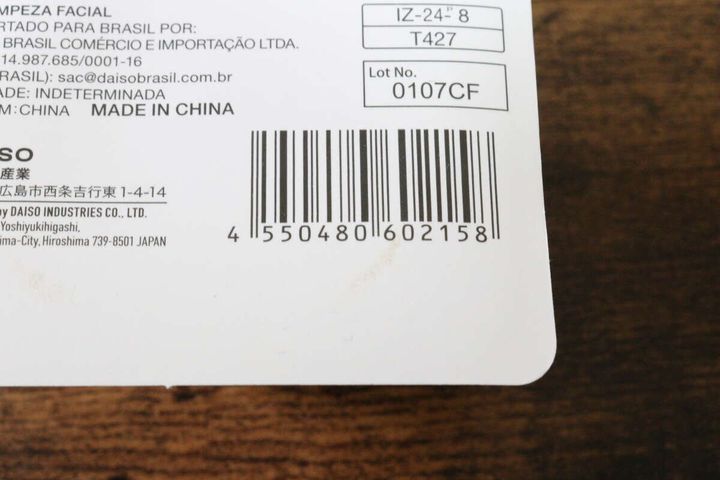 MPEZA FACIAL
RTADO PARA BRASIL POR:
BRASIL COMÉRCIO E IMPORTAÇÃO LTDA.
14.987.685/0001-16
BRASIL): sac@daisobrasil.com.br
ADE: INDETERMINADA
M: CHINA MADE IN CHINA
IZ-24-P 8
T427
Lot No.
0107CF
SO
産業
広島市西条吉行東1-4-14
by DAISO INDUSTRIES CO., LTD.
Yoshiyukihigashi,
ima-City, Hiroshima 739-8501 JAPAN
4 550480 602158